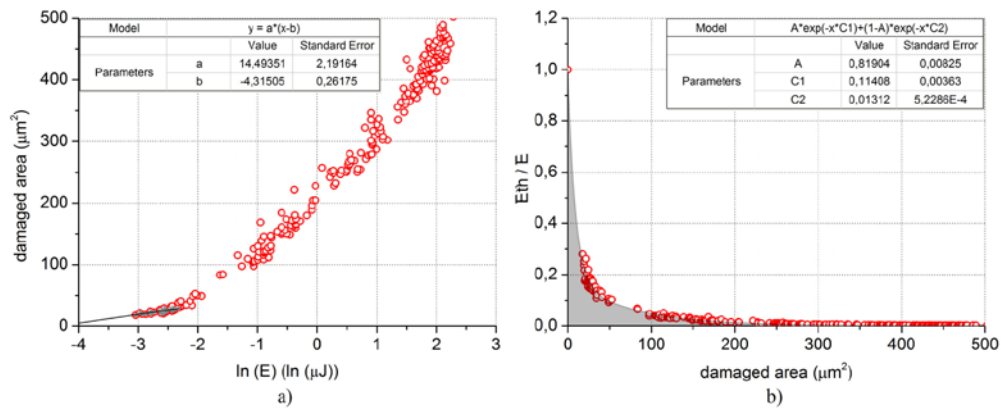 Model y = a*(x-b)
Value Standard Error
Parameters a 14,49351 2,19164
b -4,31505 0,26175
500
400
300
200
100
0
damaged area (μm²)
-4 -3 -2 -1 0 1 2 3
ln (E) (ln (μJ))
a)
Model A*exp(-x*C1)+(1-A)*exp(-x*C2)
Value Standard Error
Parameters A 0,81904 0,00825
C1 0,11408 0,00363
C2 0,01312 5,2286E-4
1,2
1,0
0,8
0,6
0,4
0,2
0,0
Eth / E
0 100 200 300 400 500
damaged area (μm²)
b)